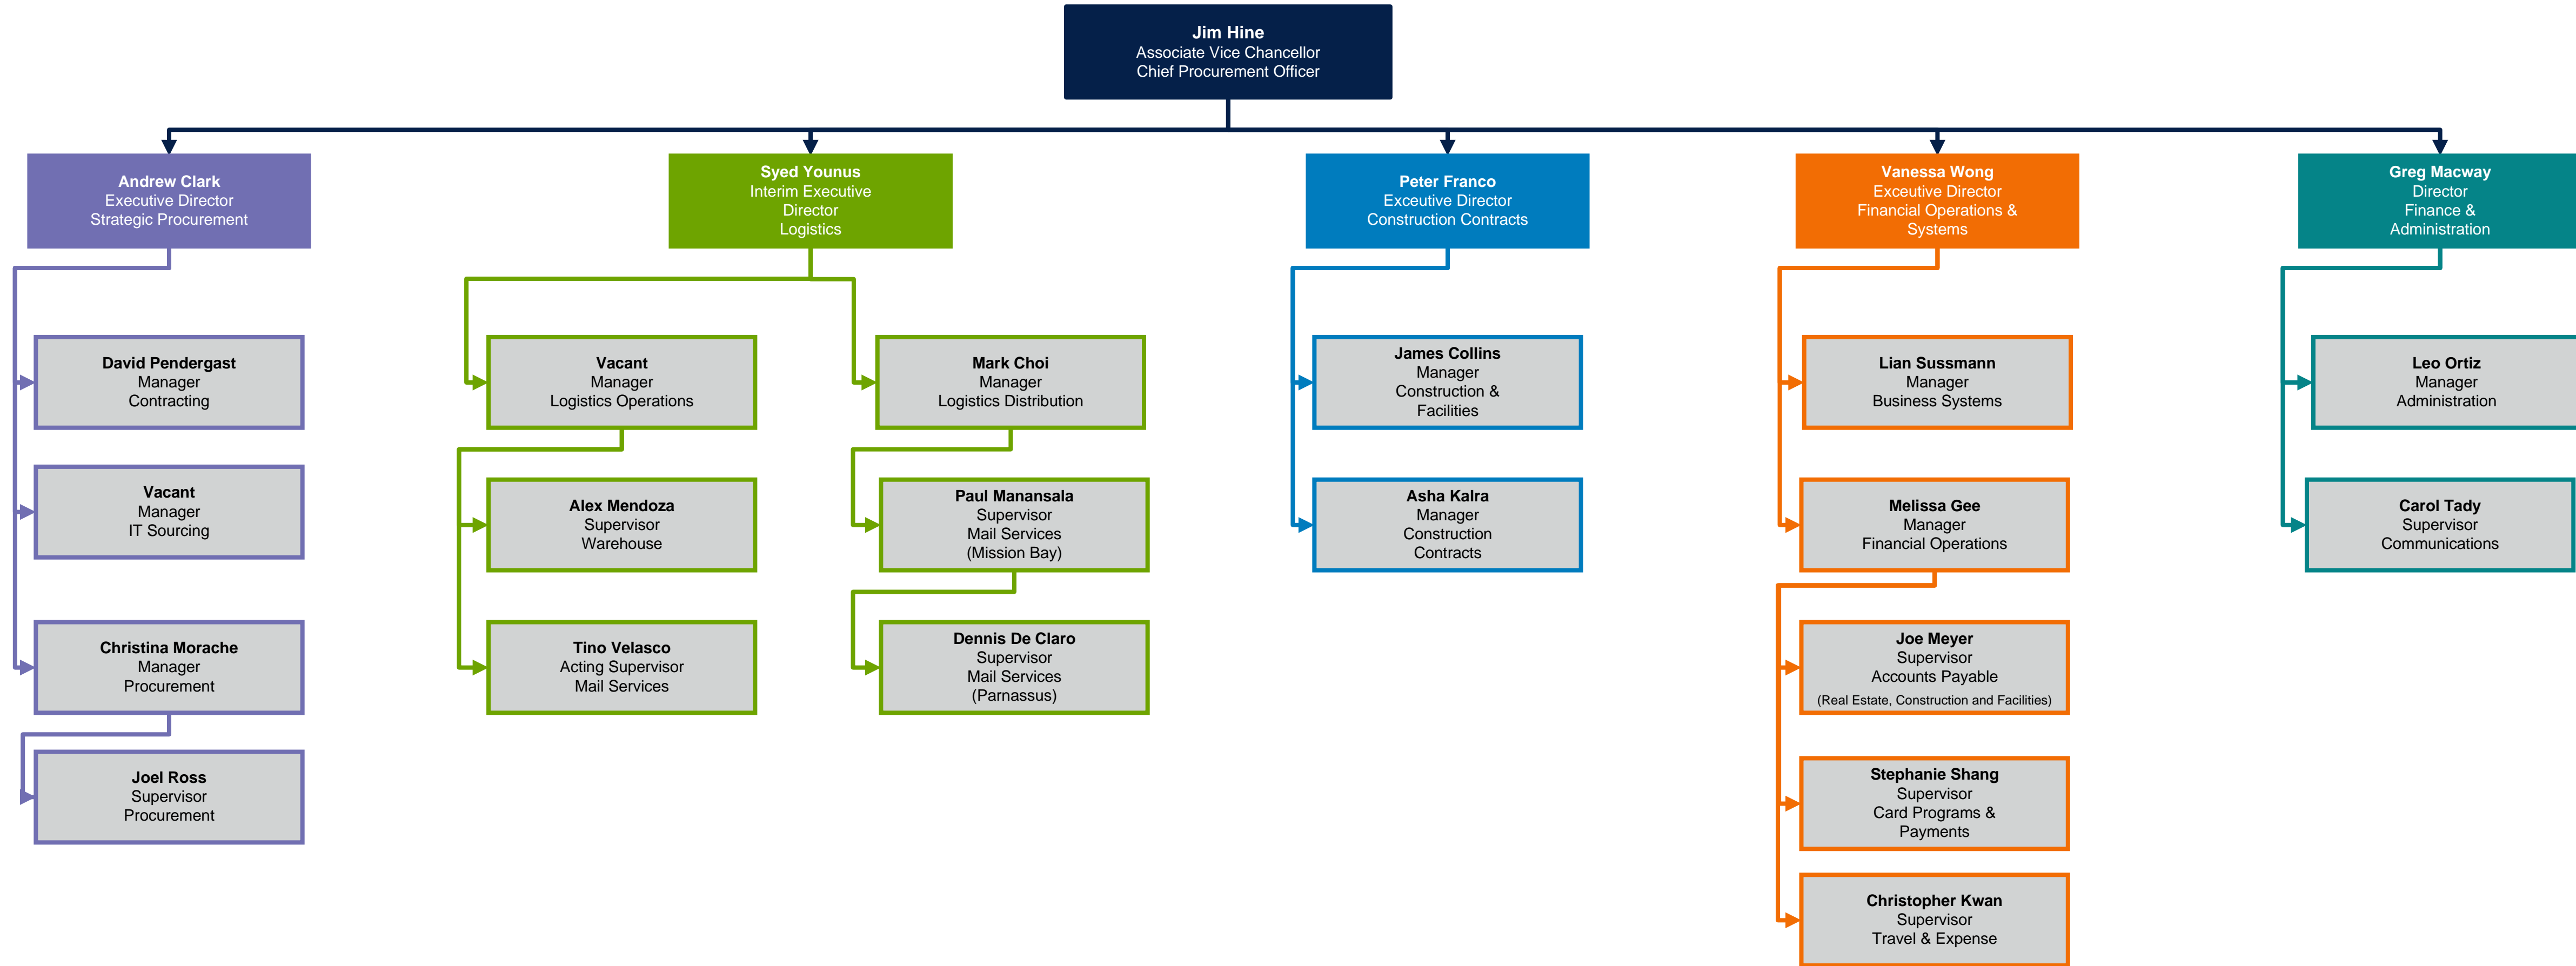 Jim Hine
Associate Vice Chancellor
Chief Procurement Officer
Andrew Clark
Executive Director
Strategic Procurement
Syed Younus
Interim Executive
Director
Logistics
Peter Franco
Exceutive Director
Construction Contracts
Vanessa Wong
Excecutive Director
Financial Operations &
Systems
Greg Macway
Director
Finance &
Administration
David Pendergast
Manager
Contracting
Vacant
Manager
IT Sourcing
Christina Morache
Manager
Procurement
Joel Ross
Supervisor
Procurement
Vacant
Manager
Logistics Operations
Alex Mendoza
Supervisor
Warehouse
Tino Velasco
Acting Supervisor
Mail Services
Mark Choi
Manager
Logistics Distribution
Paul Manansala
Supervisor
Mail Services
(Mission Bay)
Dennis De Claro
Supervisor
Mail Services
(Parnassus)
James Collins
Manager
Construction &
Facilities
Asha Kalra
Manager
Construction
Contracts
Lian Sussmann
Manager
Business Systems
Melissa Gee
Manager
Financial Operations
Joe Meyer
Supervisor
Accounts Payable
(Real Estate, Construction and Facilities)
Stephanie Shang
Supervisor
Card Programs &
Payments
Christopher Kwan
Supervisor
Travel & Expense
Leo Ortiz
Manager
Administration
Carol Tady
Supervisor
Communications